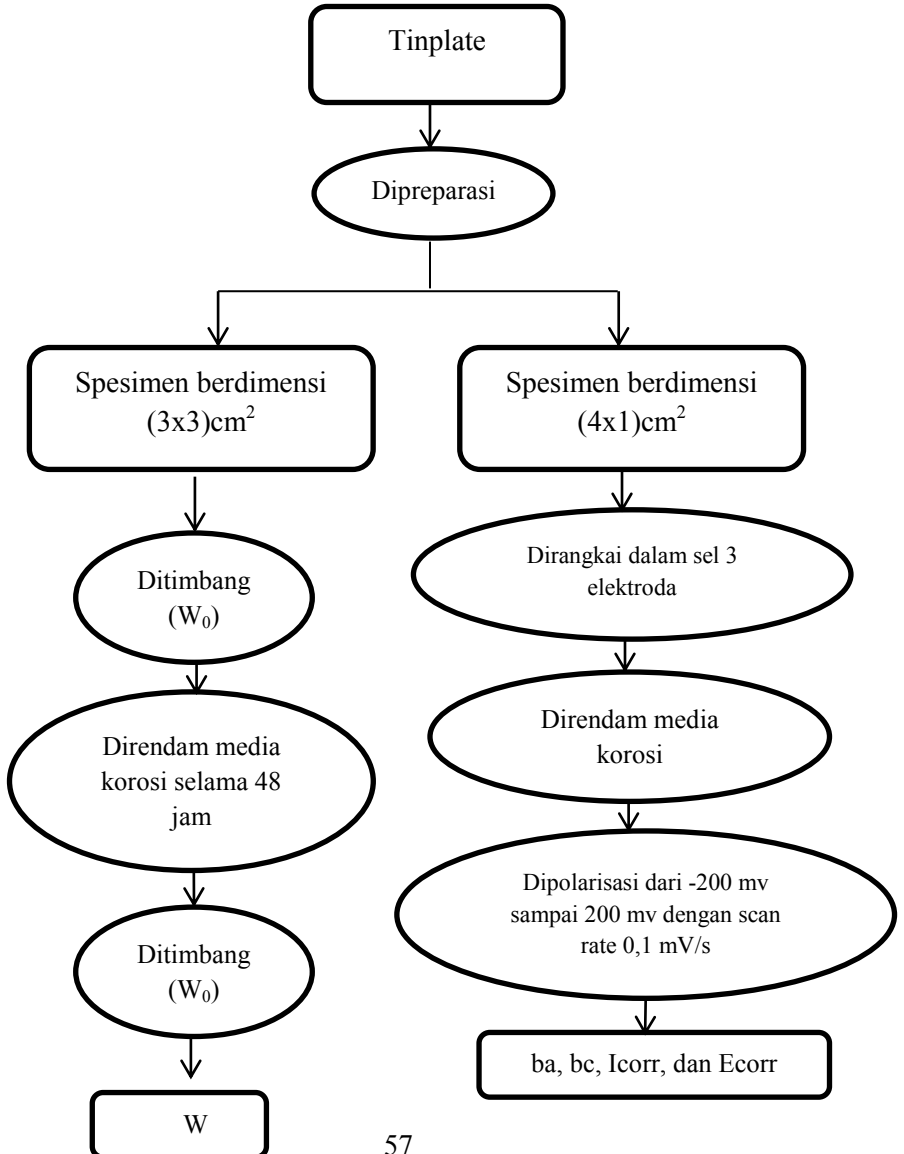 Tinplate
Dipreparasi
Spesimen berdimensi
(3x3)cm²
Spesimen berdimensi
(4x1)cm²
Ditimbang
(W₀)
Direndam media
korosi selama 48
jam
Ditimbang
(W₀)
W
Dirangkai dalam sel 3
elektroda
Direndam media
korosi
Dipolarisasi dari -200 mv
sampai 200 mv dengan scan
rate 0,1 mV/s
ba, bc, Icorr, dan Ecorr
57